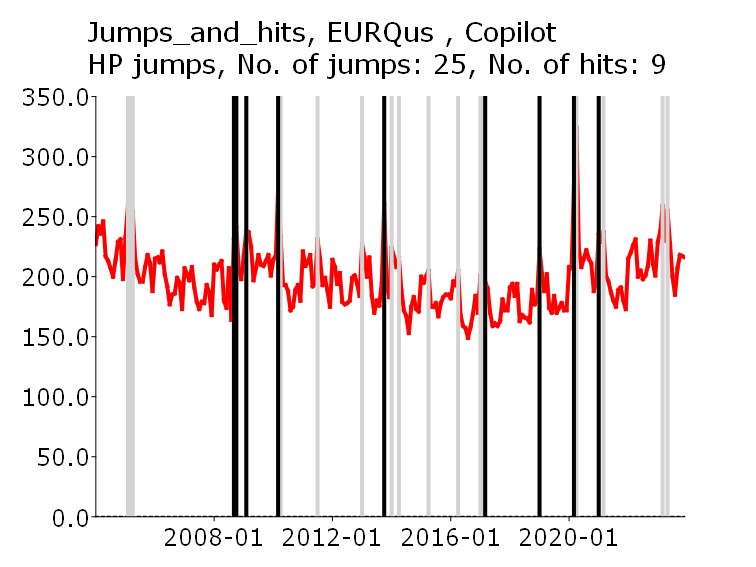 Jumps_and_hits, EURQus , Copilot
HP jumps, No. of jumps: 25, No. of hits: 9
350.0
300.0
250.0
200.0
150.0
100.0
50.0
0.0
2008-01 2012-01 2016-01 2020-01